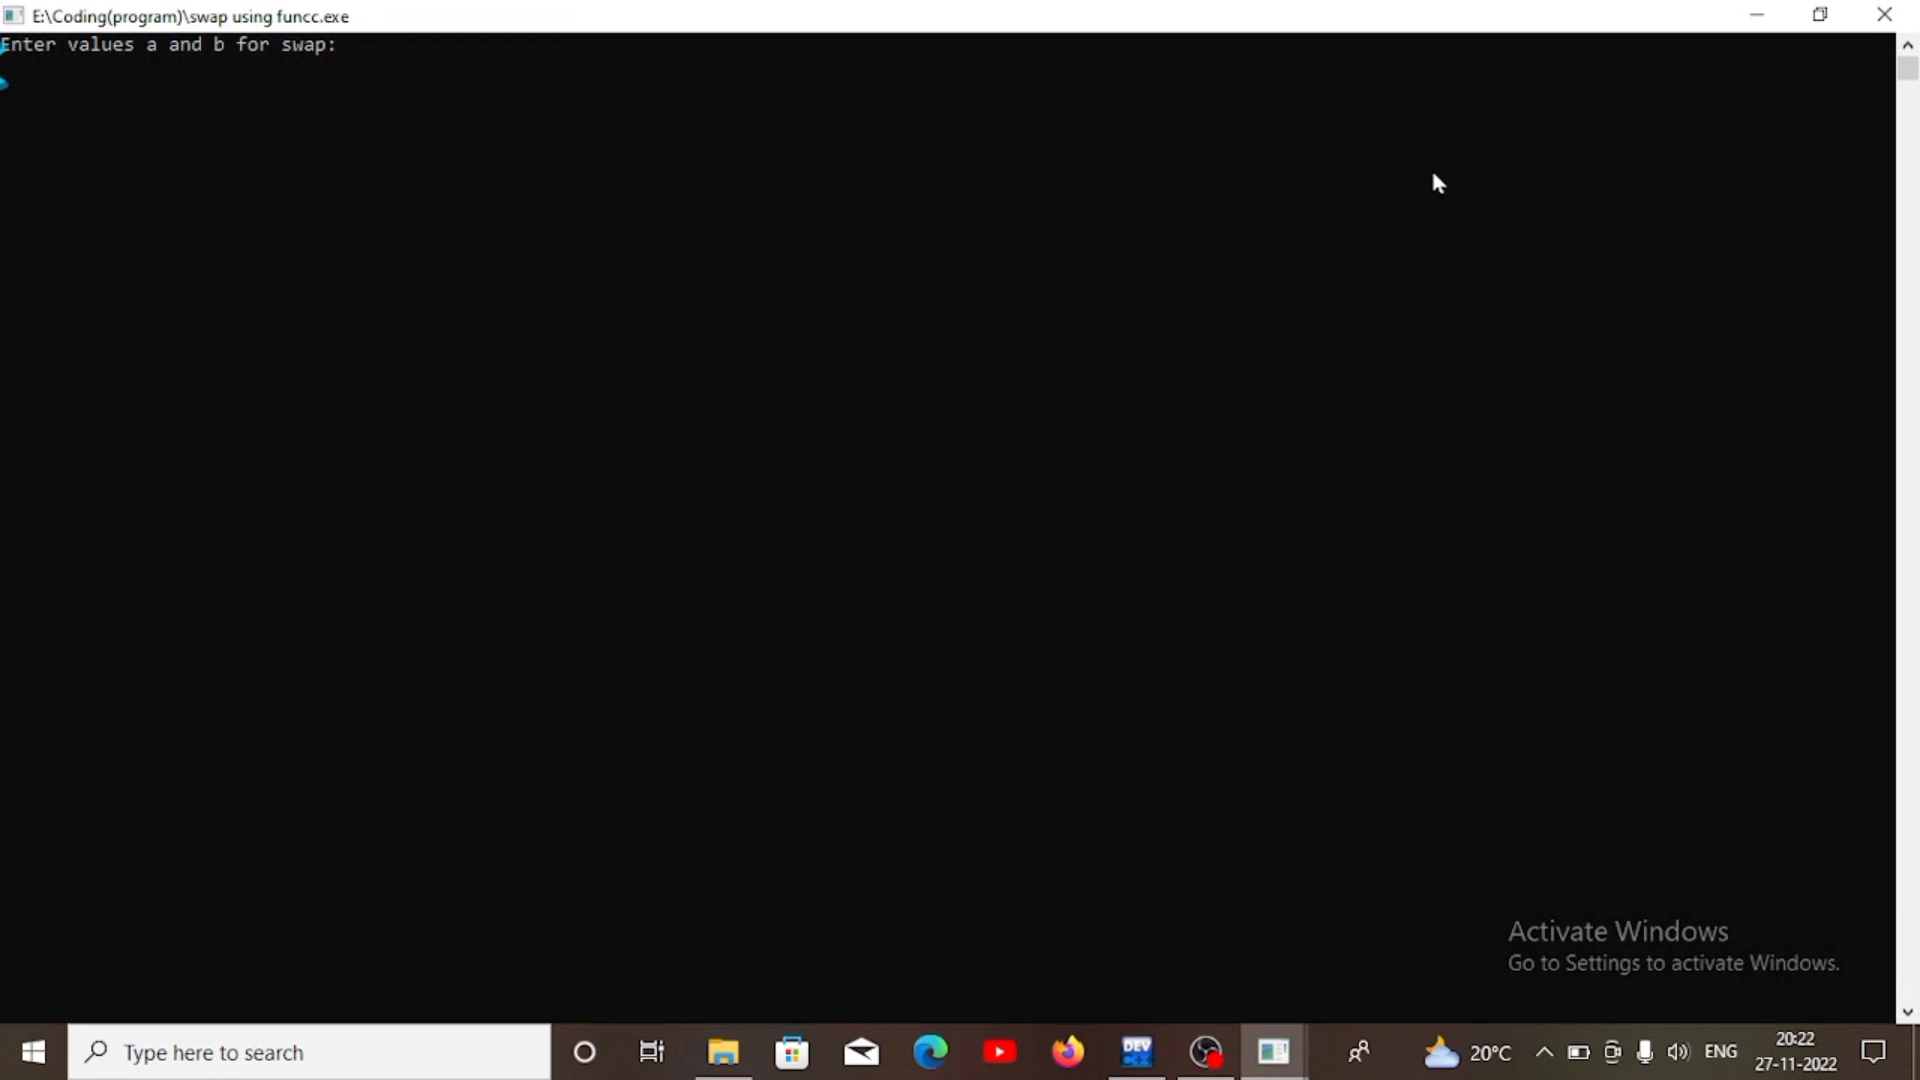 E:\Coding(program)\swap using funcc.exe
Enter values a and b for swap:
Activate Windows
Go to Settings to activate Windows.
Type here to search
DEV
C++
20°C
ENG
20:22
27-11-2022